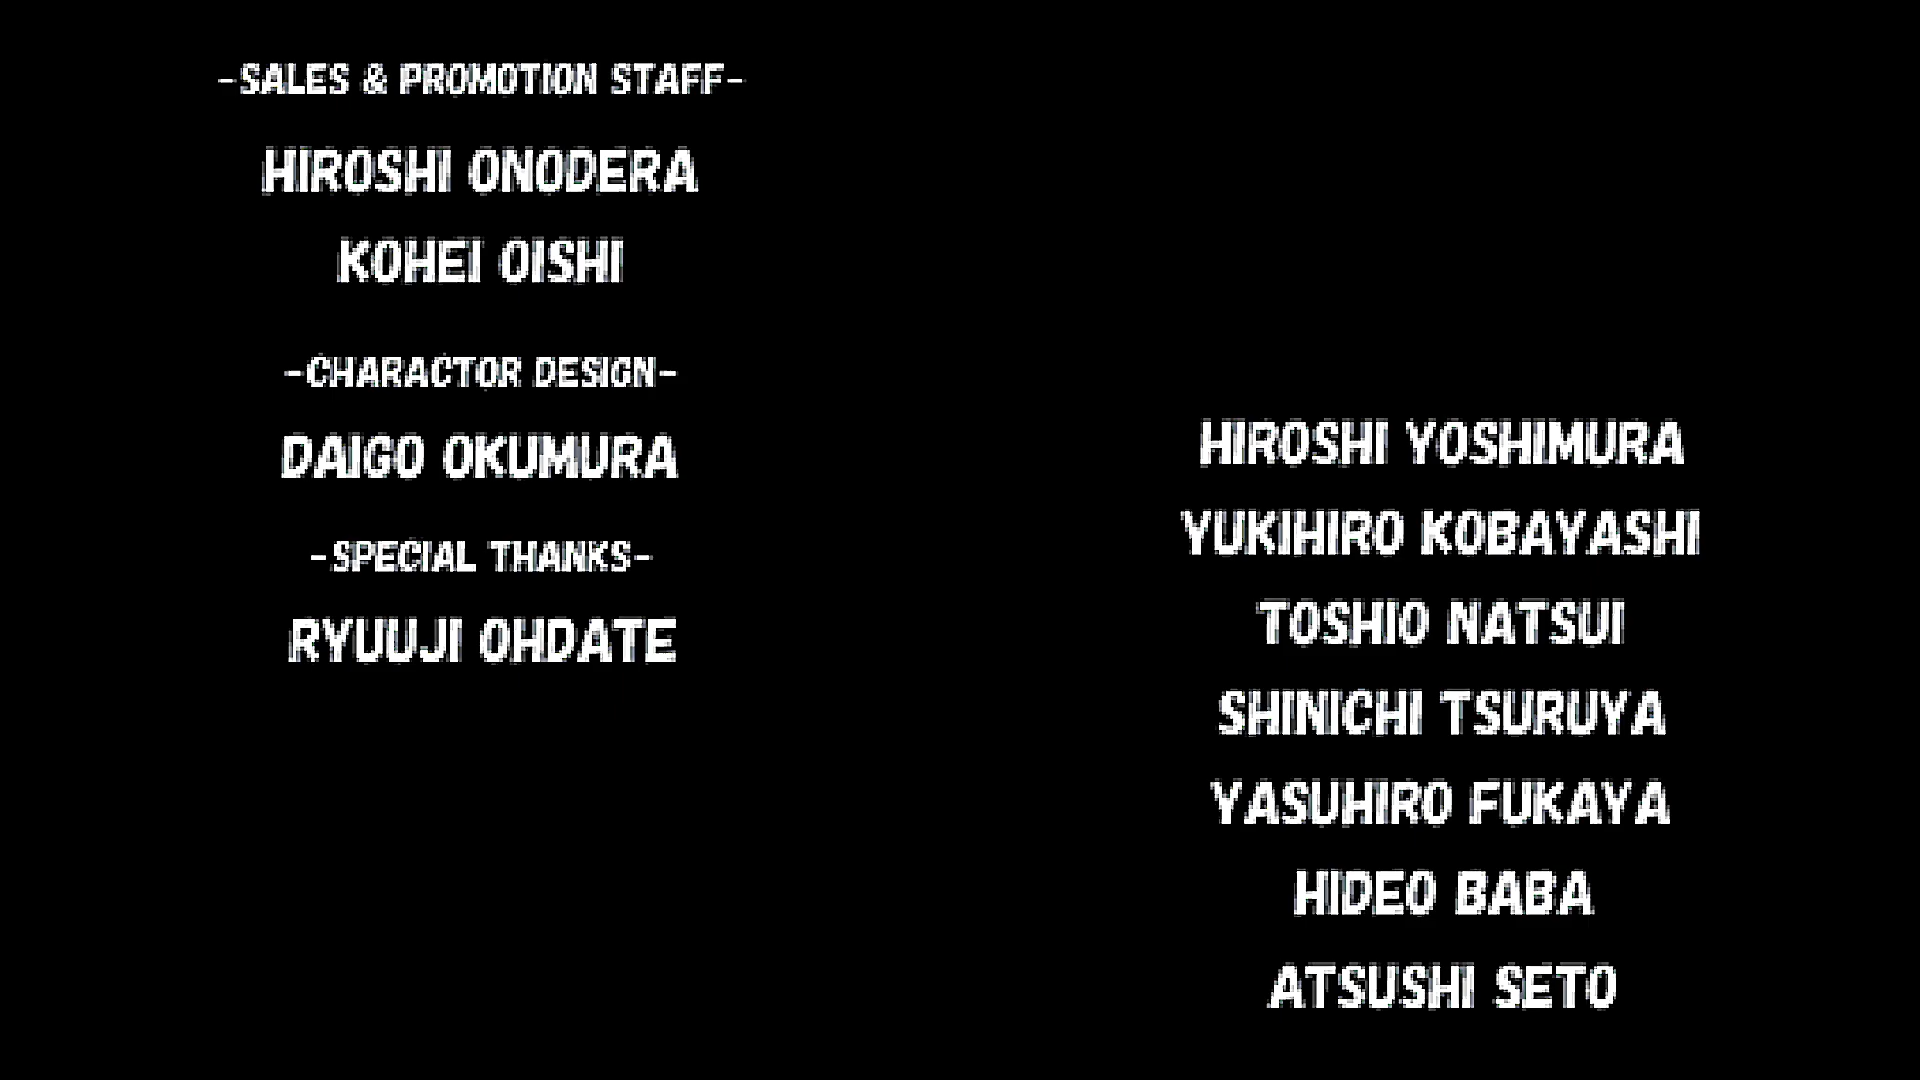 -SALES & PROMOTION STAFF-
HIROSHI ONODERA
KOHEI OISHI
-CHARACTOR DESIGN-
DAIGO OKUMURA
-SPECIAL THANKS-
RYUUJI OHDATE
HIROSHI YOSHIMURA
YUKIHIRO KOBAYASHI
TOSHIO NATSUI
SHINICHI TSURUYA
YASUHIRO FUKAYA
HIDEO BABA
ATSUSHI SETO